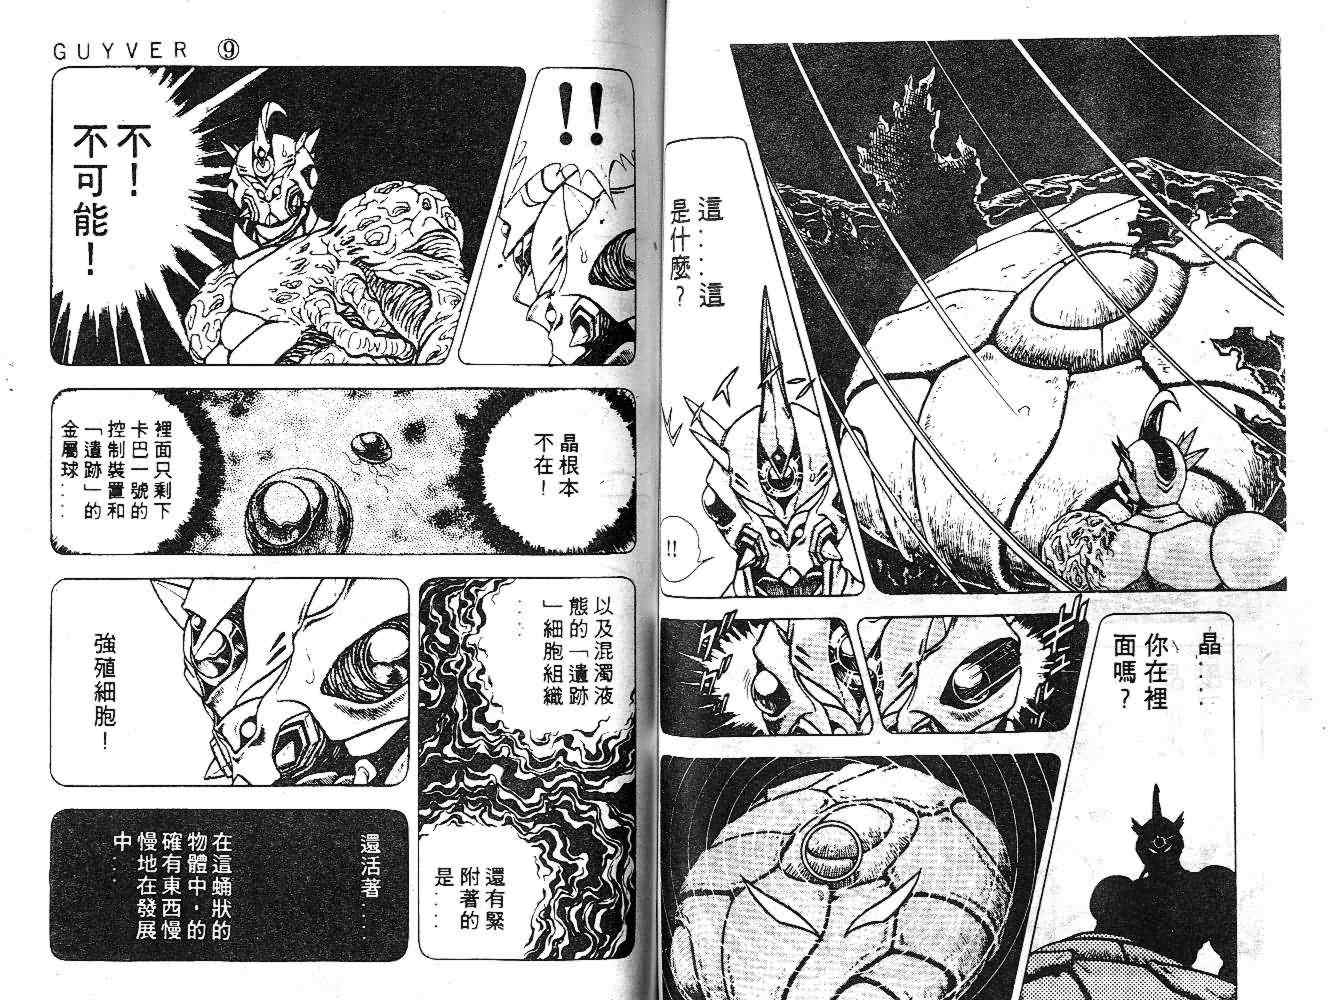 GUYVER ⑨
這……這
是什麼？
!!
晶……
你在裡
面嗎？
!!
不！
不可能！
晶根本
不在！
裡面只剩下
卡巴一號的
控制裝置和
「遺跡」的
金屬球……
以及混濁液
態的「遺跡
」細胞組織
……
還有緊
附著的
是……
強殖細胞！
還活著……
在這蛹狀的
物體中，的
確有東西慢
慢地在發展
中……